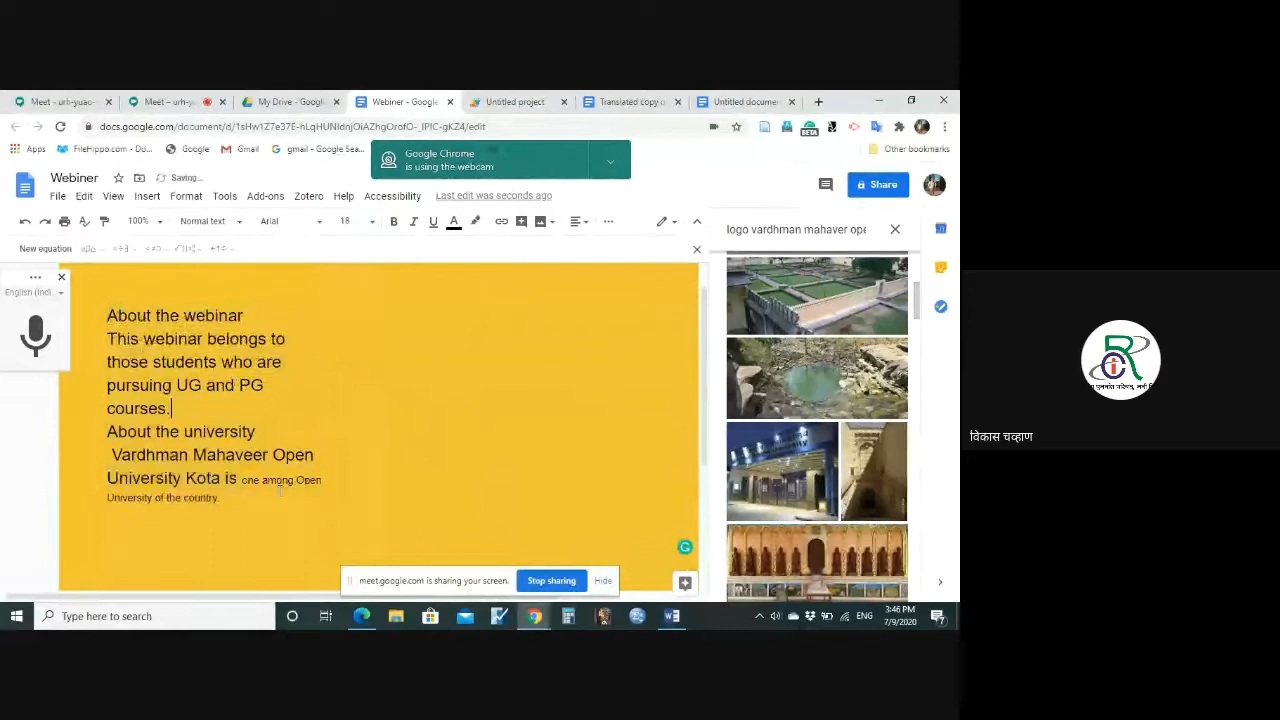 Meet - urh-yuao-
Meet – urh-yu
My Drive - Google
Webiner - Google
Untitled project
Translated copy o
Untitled documen
docs.google.com/document/d/1sHw1Z7e37E-hLqHUNIdnjOiAZhgOrofO-_IPIC-gKZ4/edit
Apps
FileHippo.com - Do...
Google
Gmail
gmail - Google Sea...
Other bookmarks
BETA
Google Chrome
is using the webcam
Webiner
Saving...
File Edit View Insert Format Tools Add-ons Zotero Help Accessibility Last edit was seconds ago
Share
100% Normal text Arial 18 B I U A
logo vardhman mahaver ope
New equation
English (Indi...
About the webinar
This webinar belongs to
those students who are
pursuing UG and PG
courses.
About the university
Vardhman Mahaveer Open
University Kota is one among Open
University of the country.
meet.google.com is sharing your screen.
Stop sharing
Hide
Type here to search
ENG
3:46 PM
7/9/2020
विकास चव्हाण